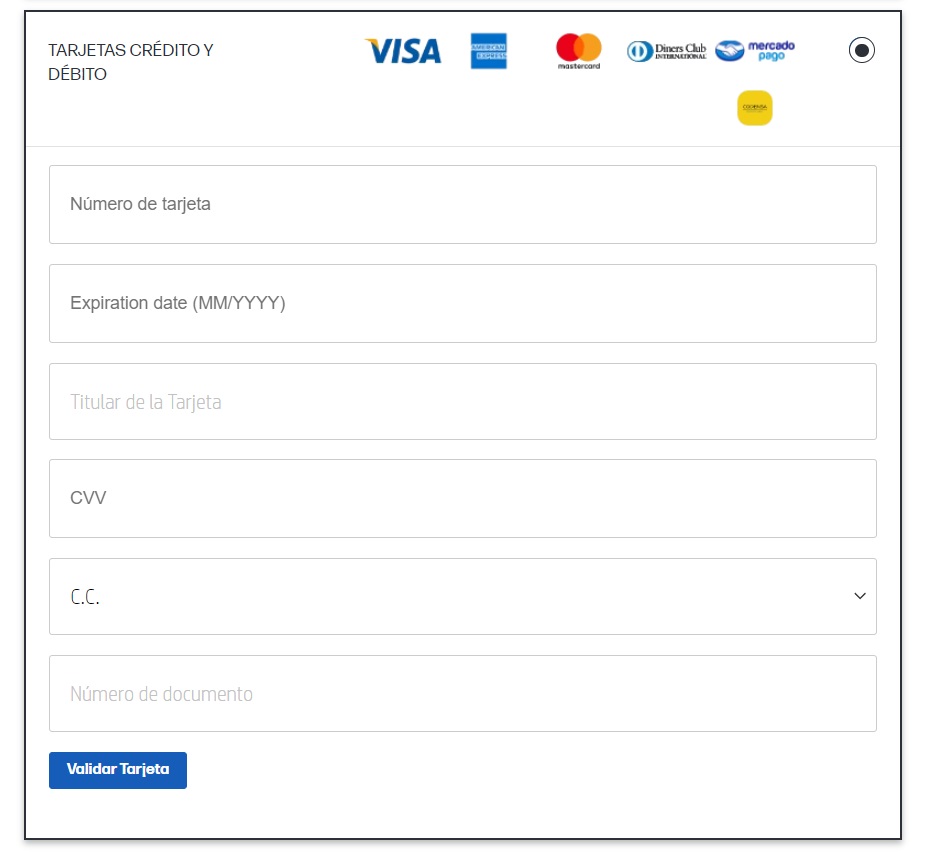 TARJETAS CRÉDITO Y
DÉBITO
VISA
AMERICAN
EXPRESS
mastercard
Diners Club
INTERNATIONAL
mercado
pago
CODENSA
Número de tarjeta
Expiration date (MM/YYYY)
Titular de la Tarjeta
CVV
C.C.
Número de documento
Validar Tarjeta